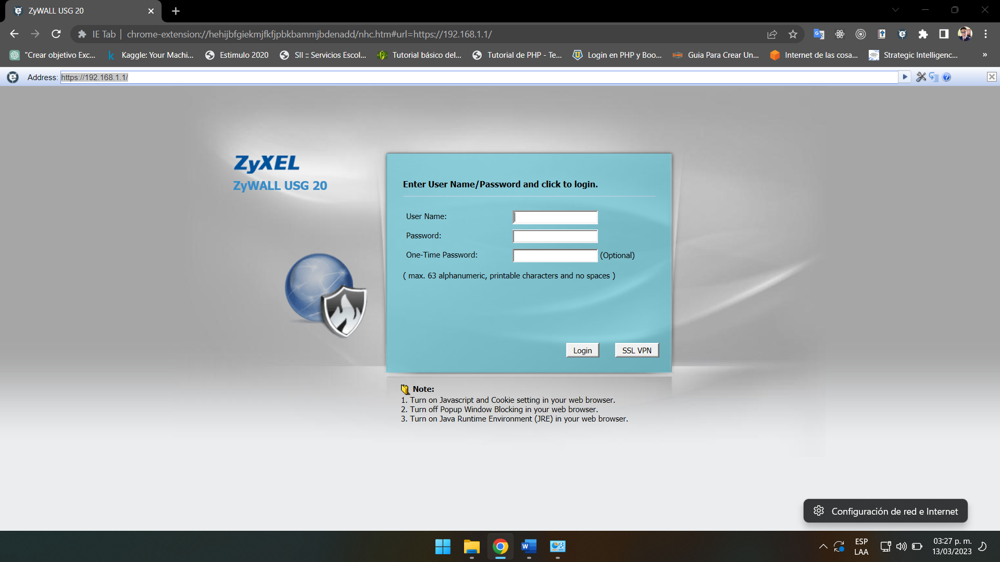 ZyWALL USG 20
IE Tab | chrome-extension://hehijbfgiekmjfkfjpbkbammjbdenadd/nhc.htm#url=https://192.168.1.1/
"Crear objetivo Exc... Kaggle: Your Machi... Estimulo 2020 SII :: Servicios Escol... Tutorial básico del... Tutorial de PHP - Te... Login en PHP y Boo... Guia Para Crear Un... Internet de las cosa... Strategic Intelligenc... »
Address: https://192.168.1.1/
ZyXEL
ZyWALL USG 20
Enter User Name/Password and click to login.
User Name:
Password:
One-Time Password: (Optional)
( max. 63 alphanumeric, printable characters and no spaces )
Login SSL VPN
Note:
1. Turn on Javascript and Cookie setting in your web browser.
2. Turn off Popup Window Blocking in your web browser.
3. Turn on Java Runtime Environment (JRE) in your web browser.
Configuración de red e Internet
ESP
LAA
03:27 p. m.
13/03/2023